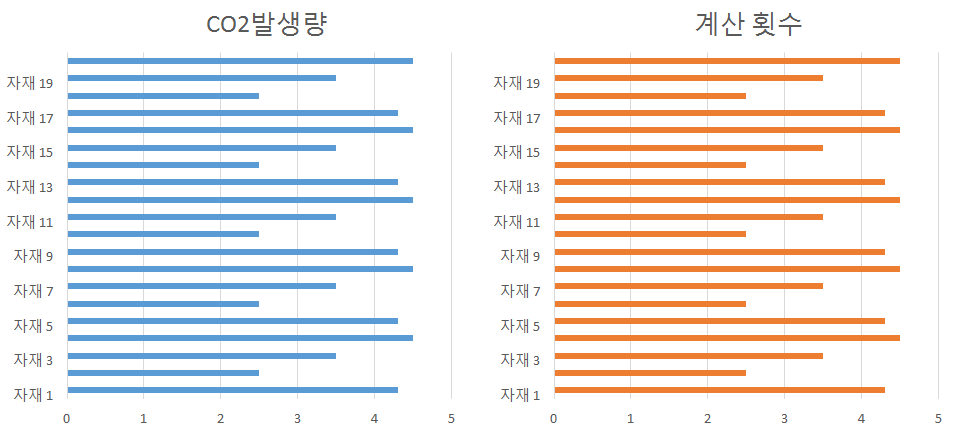 CO2발생량
자재 19
자재 17
자재 15
자재 13
자재 11
자재 9
자재 7
자재 5
자재 3
자재 1
0 1 2 3 4 5
계산 횟수
자재 19
자재 17
자재 15
자재 13
자재 11
자재 9
자재 7
자재 5
자재 3
자재 1
0 1 2 3 4 5